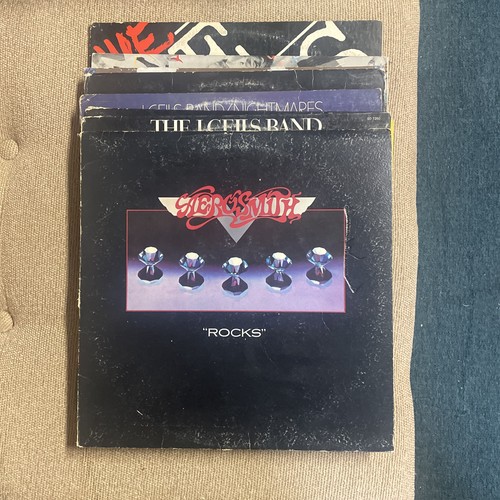 J. GEILS BAND/NIGHTMARES
THE J. GEILS BAND
AEROSMITH
"ROCKS"